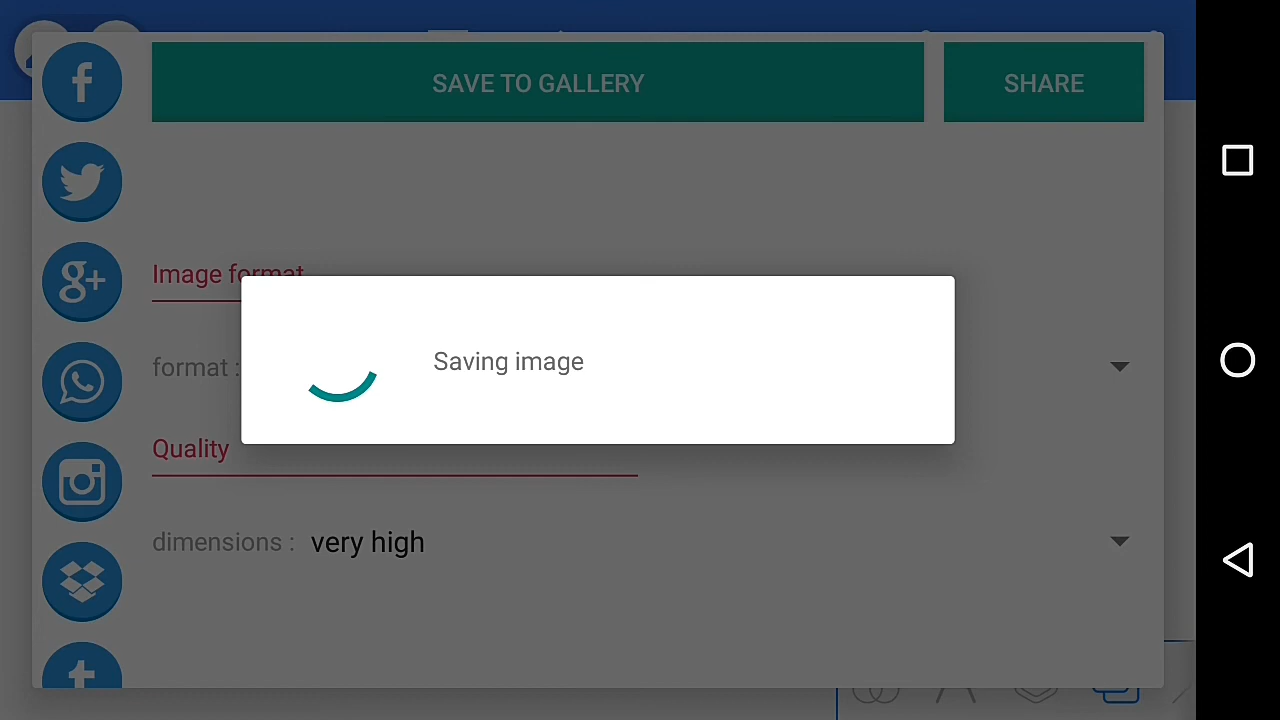 SAVE TO GALLERY
SHARE
Image format
format :
Saving image
Quality
dimensions : very high